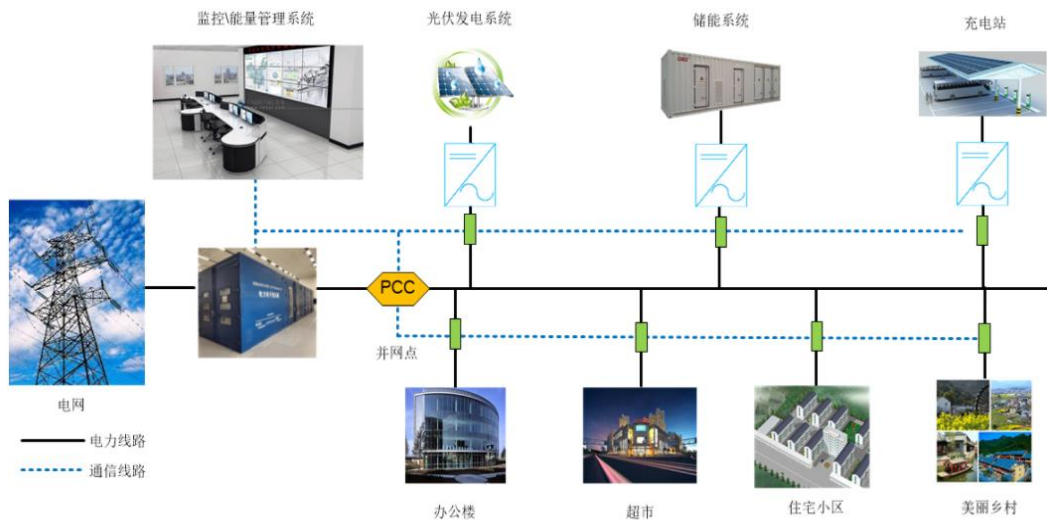 监控\能量管理系统
光伏发电系统
储能系统
充电站
PCC
并网点
电网
电力线路
通信线路
办公楼
超市
住宅小区
美丽乡村